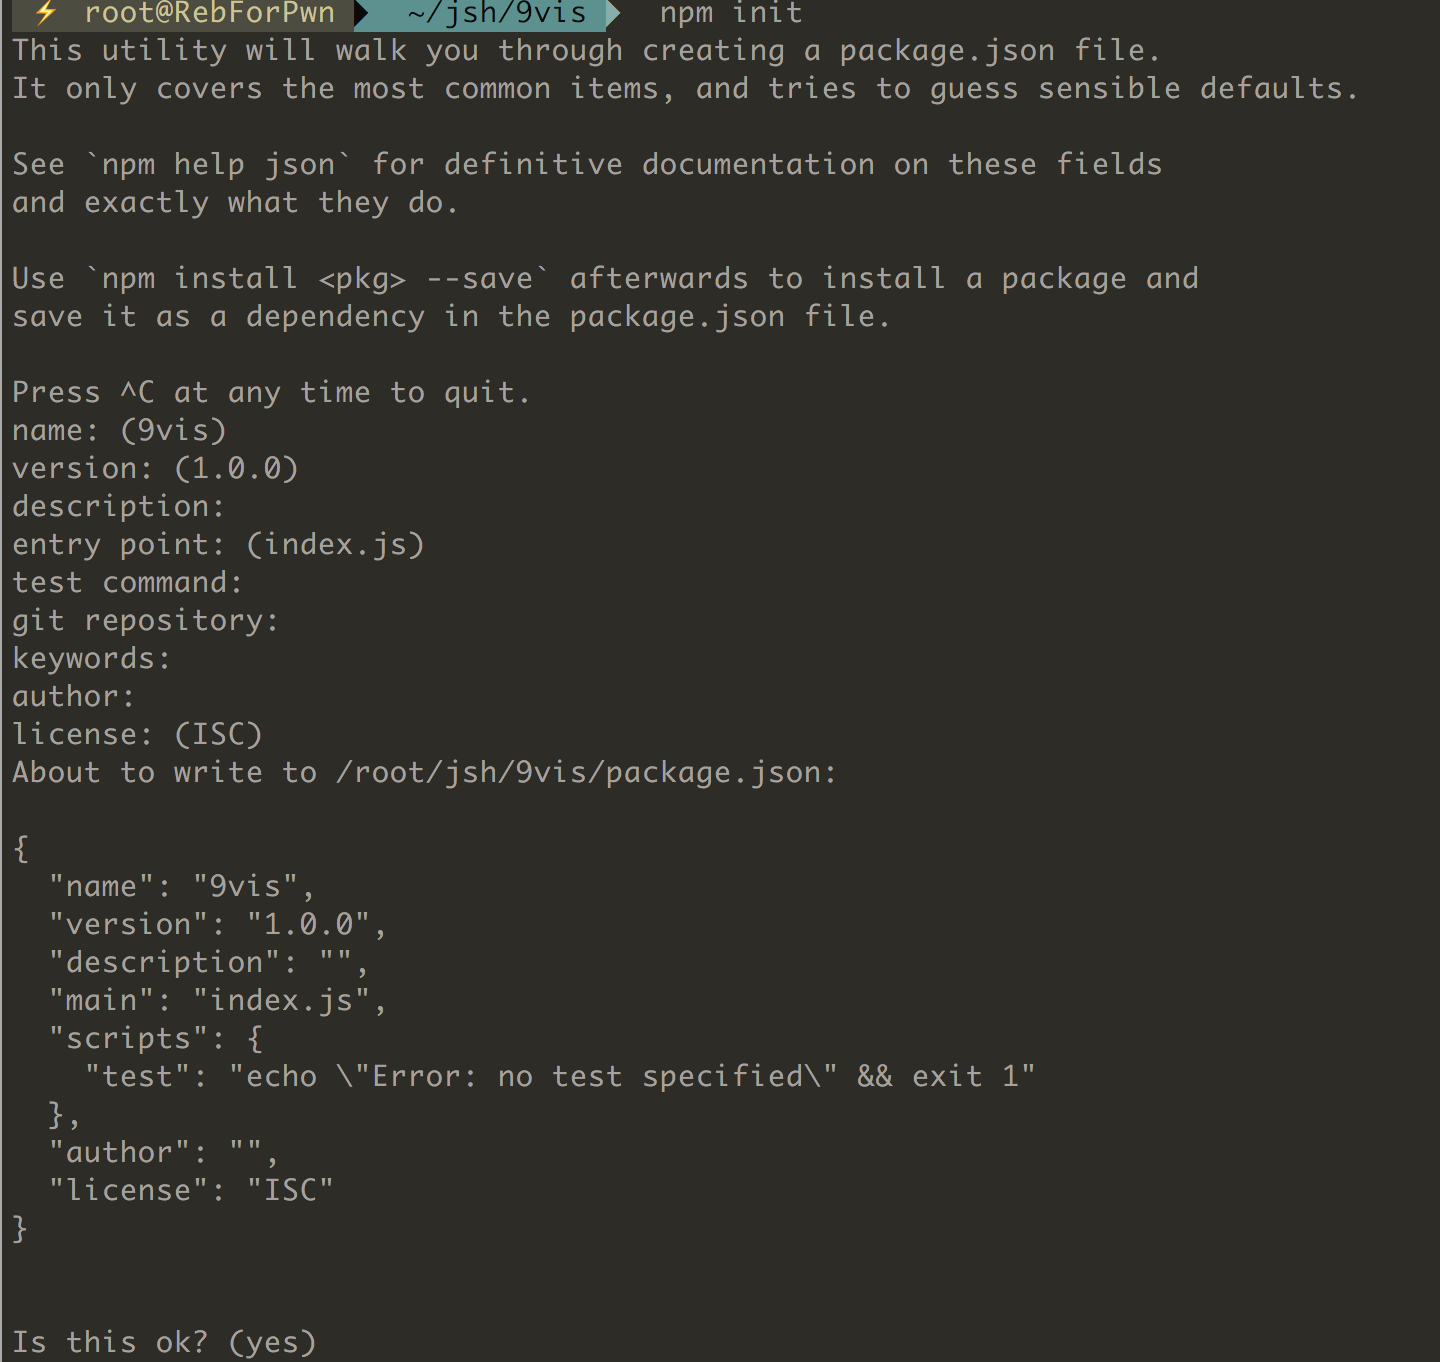 ⚡ root@RebForPwn ~/jsh/9vis npm init
This utility will walk you through creating a package.json file.
It only covers the most common items, and tries to guess sensible defaults.
See `npm help json` for definitive documentation on these fields
and exactly what they do.
Use `npm install <pkg> --save` afterwards to install a package and
save it as a dependency in the package.json file.
Press ^C at any time to quit.
name: (9vis)
version: (1.0.0)
description:
entry point: (index.js)
test command:
git repository:
keywords:
author:
license: (ISC)
About to write to /root/jsh/9vis/package.json:
{
  "name": "9vis",
  "version": "1.0.0",
  "description": "",
  "main": "index.js",
  "scripts": {
    "test": "echo \"Error: no test specified\" && exit 1"
  },
  "author": "",
  "license": "ISC"
}
Is this ok? (yes)